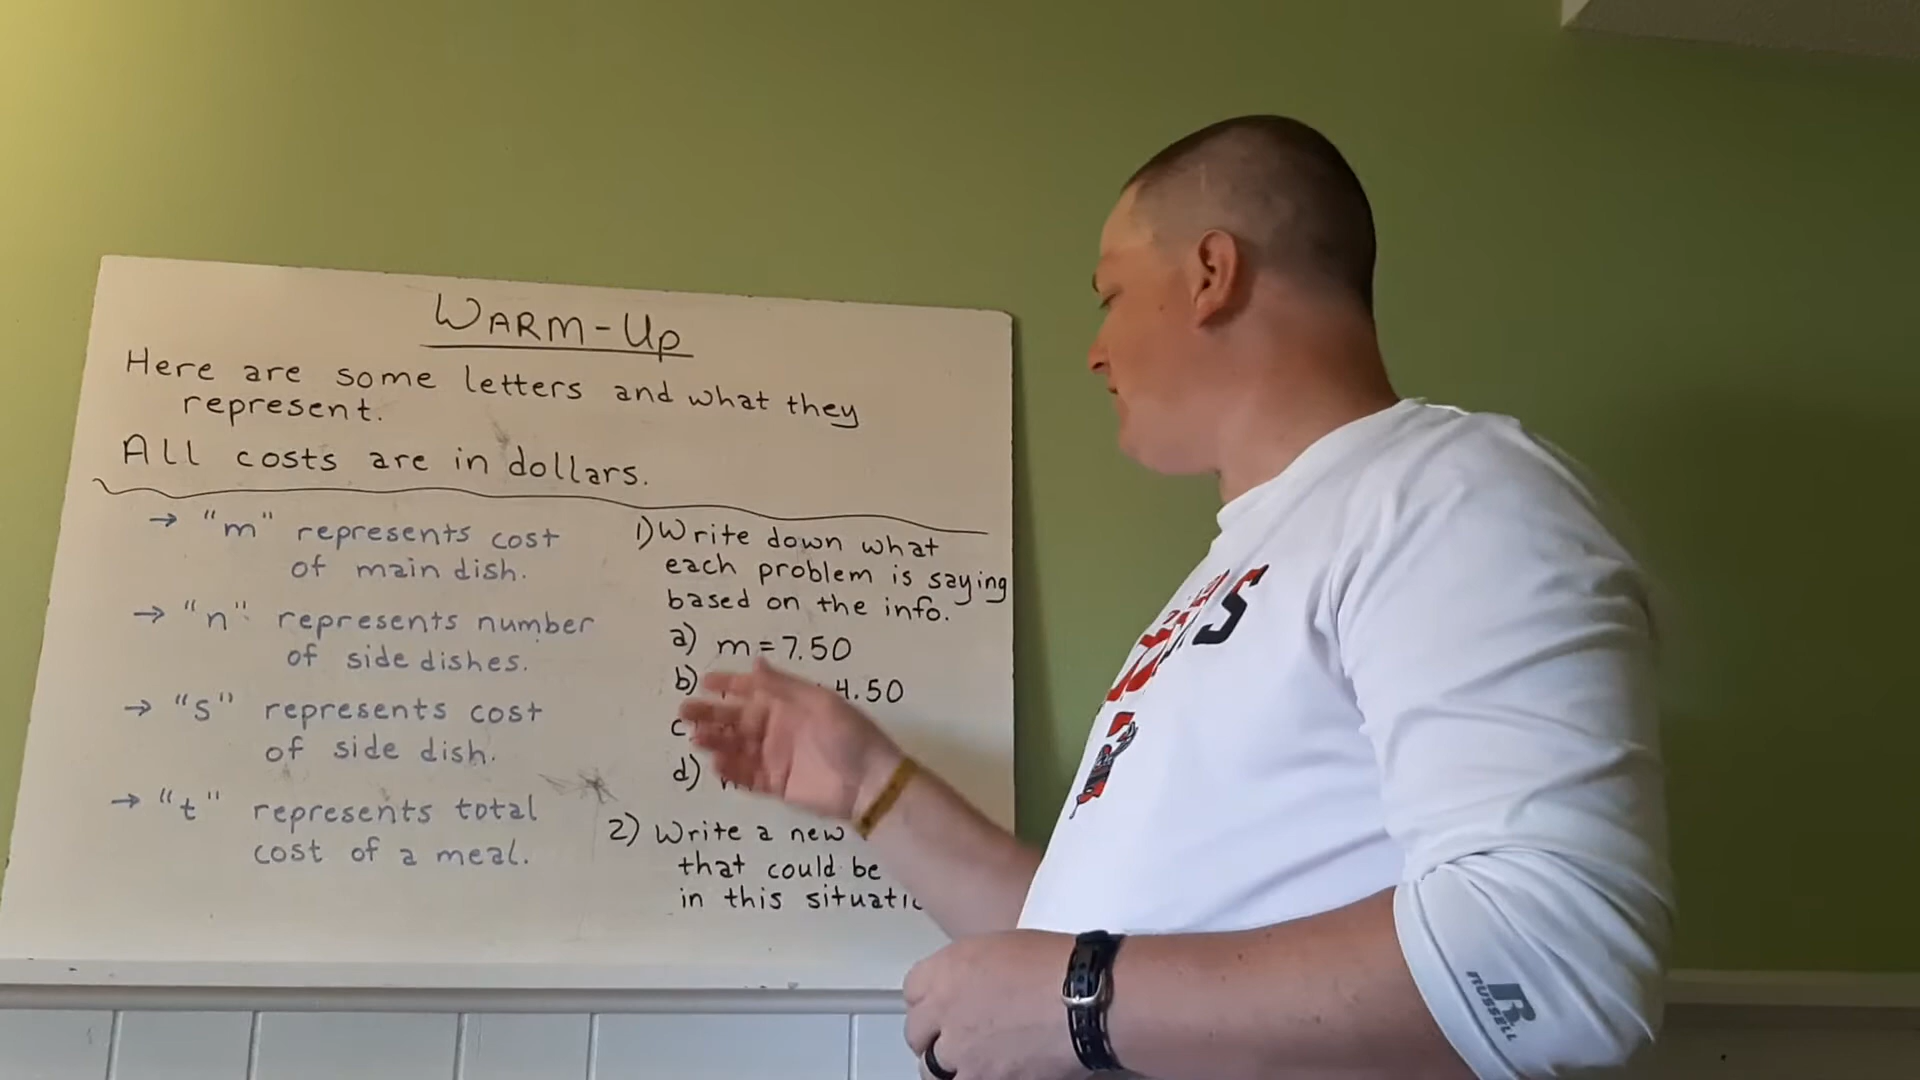 WARM-UP
Here are some letters and what they
represent.
All costs are in dollars.
→ "m" represents cost
of main dish.
→ "n" represents number
of side dishes.
→ "s" represents cost
of side dish.
→ "t" represents total
cost of a meal.
1) Write down what
each problem is saying
based on the info.
a) m = 7.50
b) 4.50
c
d)
2) Write a new
that could be
in this
RUSSELL